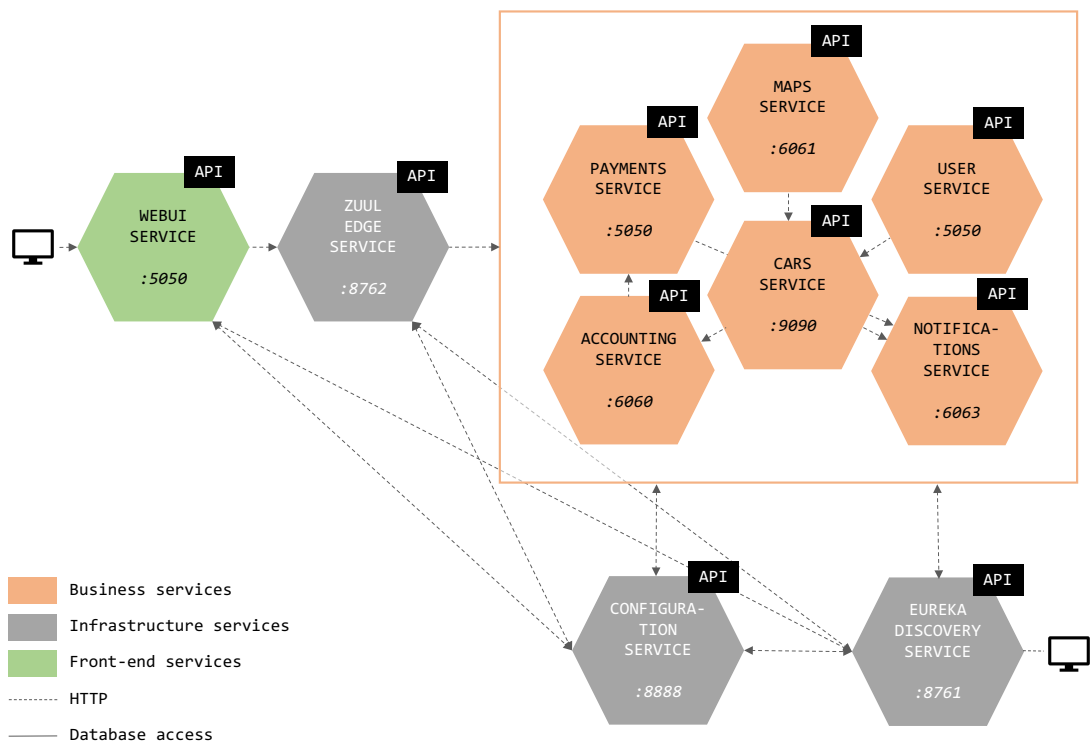 API
MAPS
SERVICE
:6061
API
PAYMENTS
SERVICE
:5050
API
USER
SERVICE
:5050
API
WEBUI
SERVICE
:5050
API
ZUUL
EDGE
SERVICE
:8762
API
CARS
SERVICE
:9090
API
ACCOUNTING
SERVICE
:6060
API
NOTIFICA-
TIONS
SERVICE
:6063
API
CONFIGURA-
TION
SERVICE
:8888
API
EUREKA
DISCOVERY
SERVICE
:8761
Business services
Infrastructure services
Front-end services
HTTP
Database access